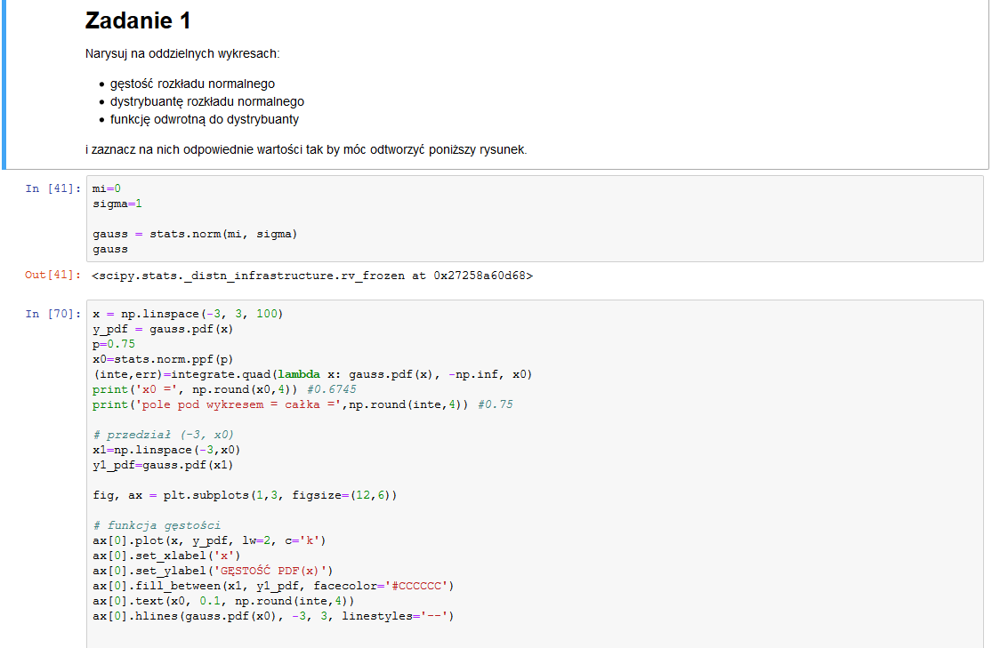 Zadanie 1
Narysuj na oddzielnych wykresach:
• gęstość rozkładu normalnego
• dystrybuantę rozkładu normalnego
• funkcję odwrotną do dystrybuanty
i zaznacz na nich odpowiednie wartości tak by móc odtworzyć poniższy rysunek.
In [41]: mi=0
sigma=1
gauss = stats.norm(mi, sigma)
gauss
Out[41]: <scipy.stats._distn_infrastructure.rv_frozen at 0x27258a60d68>
In [70]: x = np.linspace(-3, 3, 100)
y_pdf = gauss.pdf(x)
p=0.75
x0=stats.norm.ppf(p)
(inte,err)=integrate.quad(lambda x: gauss.pdf(x), -np.inf, x0)
print('x0 =', np.round(x0,4)) #0.6745
print('pole pod wykresem = całka =',np.round(inte,4)) #0.75
# przedział (-3, x0)
x1=np.linspace(-3,x0)
y1_pdf=gauss.pdf(x1)
fig, ax = plt.subplots(1,3, figsize=(12,6))
# funkcja gęstości
ax[0].plot(x, y_pdf, lw=2, c='k')
ax[0].set_xlabel('x')
ax[0].set_ylabel('GĘSTOŚĆ PDF(x)')
ax[0].fill_between(x1, y1_pdf, facecolor='#CCCCCC')
ax[0].text(x0, 0.1, np.round(inte,4))
ax[0].hlines(gauss.pdf(x0), -3, 3, linestyles='--')